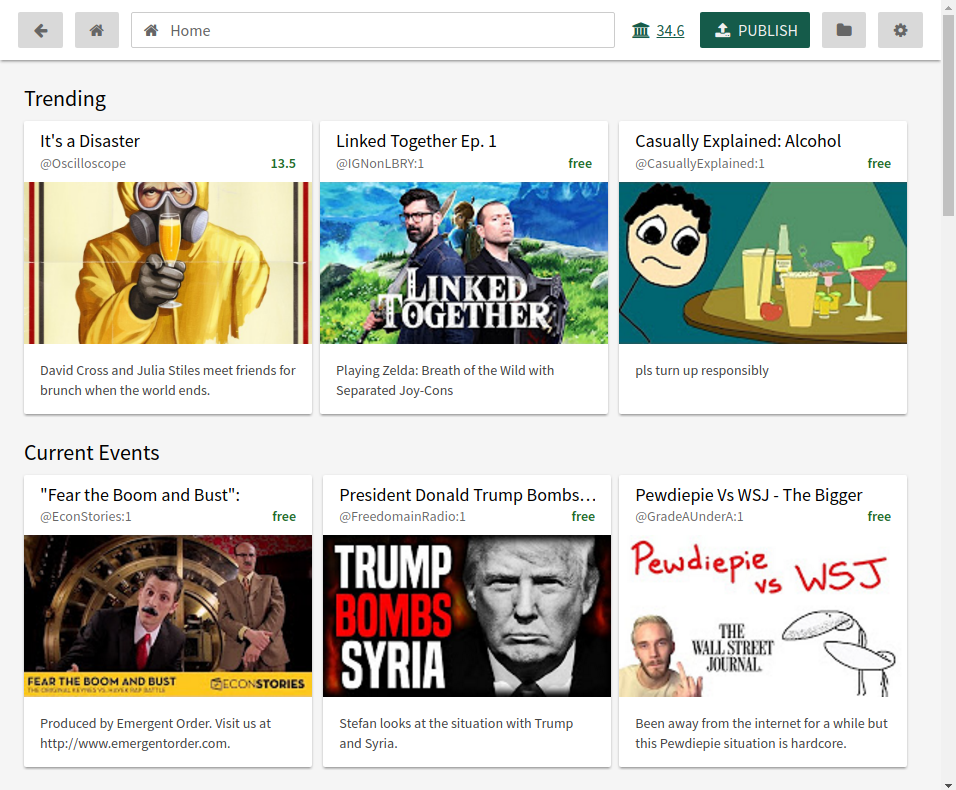 Home
34.6
PUBLISH
Trending
It's a Disaster
@Oscilloscope
13.5
David Cross and Julia Stiles meet friends for
brunch when the world ends.
Linked Together Ep. 1
@IGNonLBRY:1
free
LINKED
TOGETHER
Playing Zelda: Breath of the Wild with
Separated Joy-Cons
Casually Explained: Alcohol
@CasuallyExplained:1
free
pls turn up responsibly
Current Events
"Fear the Boom and Bust":
@EconStories:1
free
FEAR THE BOOM AND BUST
THE ORIGINAL KEYNES VS. HAYEK RAP BATTLE
ECONSTORIES
Produced by Emergent Order. Visit us at
http://www.emergentorder.com.
President Donald Trump Bombs…
@FreedomainRadio:1
free
TRUMP
BOMBS
SYRIA
Stefan looks at the situation with Trump
and Syria.
Pewdiepie Vs WSJ - The Bigger
@GradeAUnderA:1
free
Pewdiepie
vs WSJ
THE
WALL STREET
JOURNAL.
Been away from the internet for a while but
this Pewdiepie situation is hardcore.